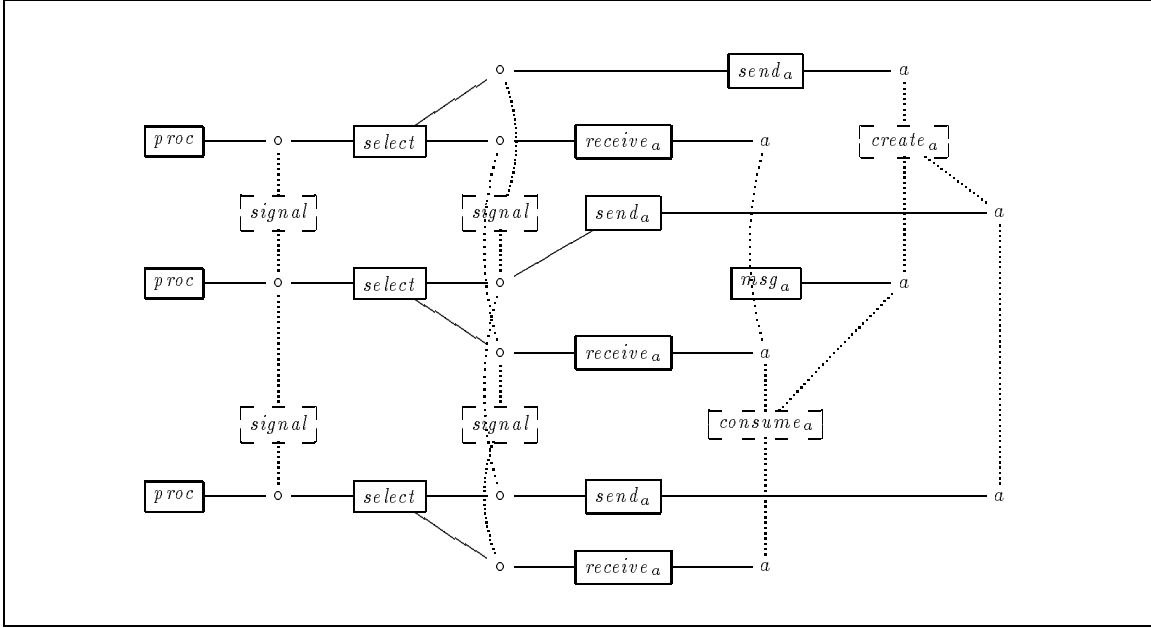 o send_a a
proc o select o receive_a a create_a
signal signal send_a a
proc o select o msg_a a
o receive_a a
signal signal consume_a
proc o select o send_a a
o receive_a a